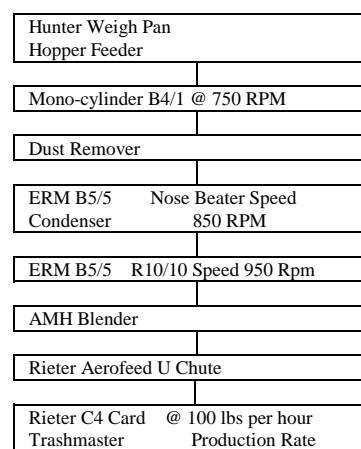 Hunter Weigh Pan
Hopper Feeder
Mono-cylinder B4/1 @ 750 RPM
Dust Remover
ERM B5/5 Nose Beater Speed
Condenser 850 RPM
ERM B5/5 R10/10 Speed 950 Rpm
AMH Blender
Rieter Aerofeed U Chute
Rieter C4 Card @ 100 lbs per hour
Trashmaster Production Rate